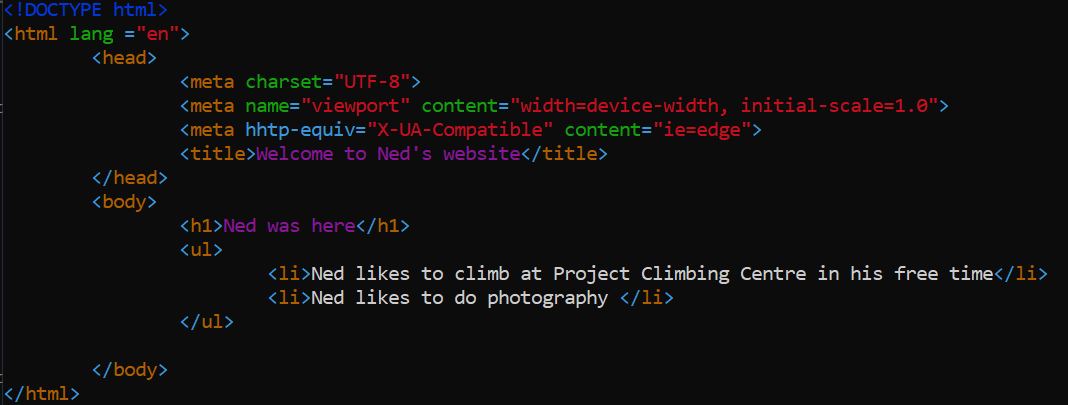 <!DOCTYPE html>
<html lang ="en">
        <head>
                <meta charset="UTF-8">
                <meta name="viewport" content="width=device-width, initial-scale=1.0">
                <meta hhtp-equiv="X-UA-Compatible" content="ie=edge">
                <title>Welcome to Ned's website</title>
        </head>
        <body>
                <h1>Ned was here</h1>
                <ul>
                        <li>Ned likes to climb at Project Climbing Centre in his free time</li>
                        <li>Ned likes to do photography </li>
                </ul>

        </body>
</html>